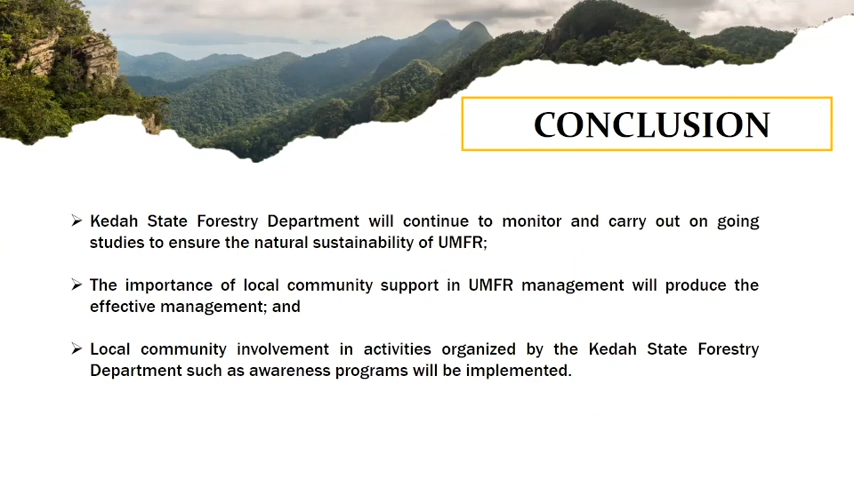 CONCLUSION
➢ Kedah State Forestry Department will continue to monitor and carry out on going
studies to ensure the natural sustainability of UMFR;
➢ The importance of local community support in UMFR management will produce the
effective management; and
➢ Local community involvement in activities organized by the Kedah State Forestry
Department such as awareness programs will be implemented.